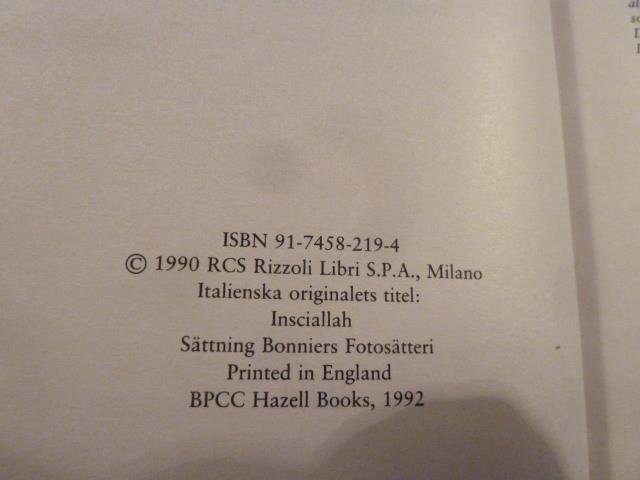 ISBN 91-7458-219-4
© 1990 RCS Rizzoli Libri S.P.A., Milano
Italienska originalets titel:
Insciallah
Sättning Bonniers Fotosätteri
Printed in England
BPCC Hazell Books, 1992